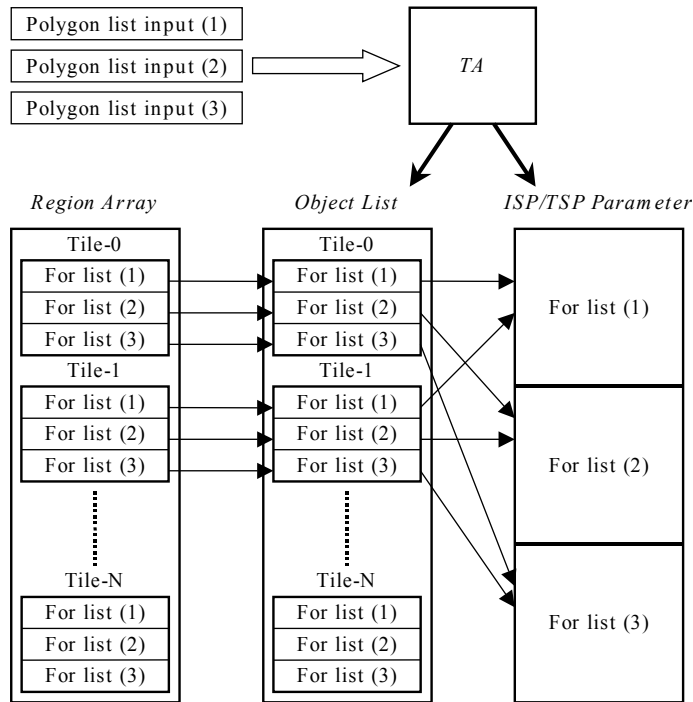 Polygon list input (1)
Polygon list input (2)
Polygon list input (3)
TA
Region Array
Object List
ISP/TSP Parameter
Tile-0
For list (1)
For list (2)
For list (3)
Tile-1
For list (1)
For list (2)
For list (3)
Tile-N
For list (1)
For list (2)
For list (3)
Tile-0
For list (1)
For list (2)
For list (3)
Tile-1
For list (1)
For list (2)
For list (3)
Tile-N
For list (1)
For list (2)
For list (3)
For list (1)
For list (2)
For list (3)